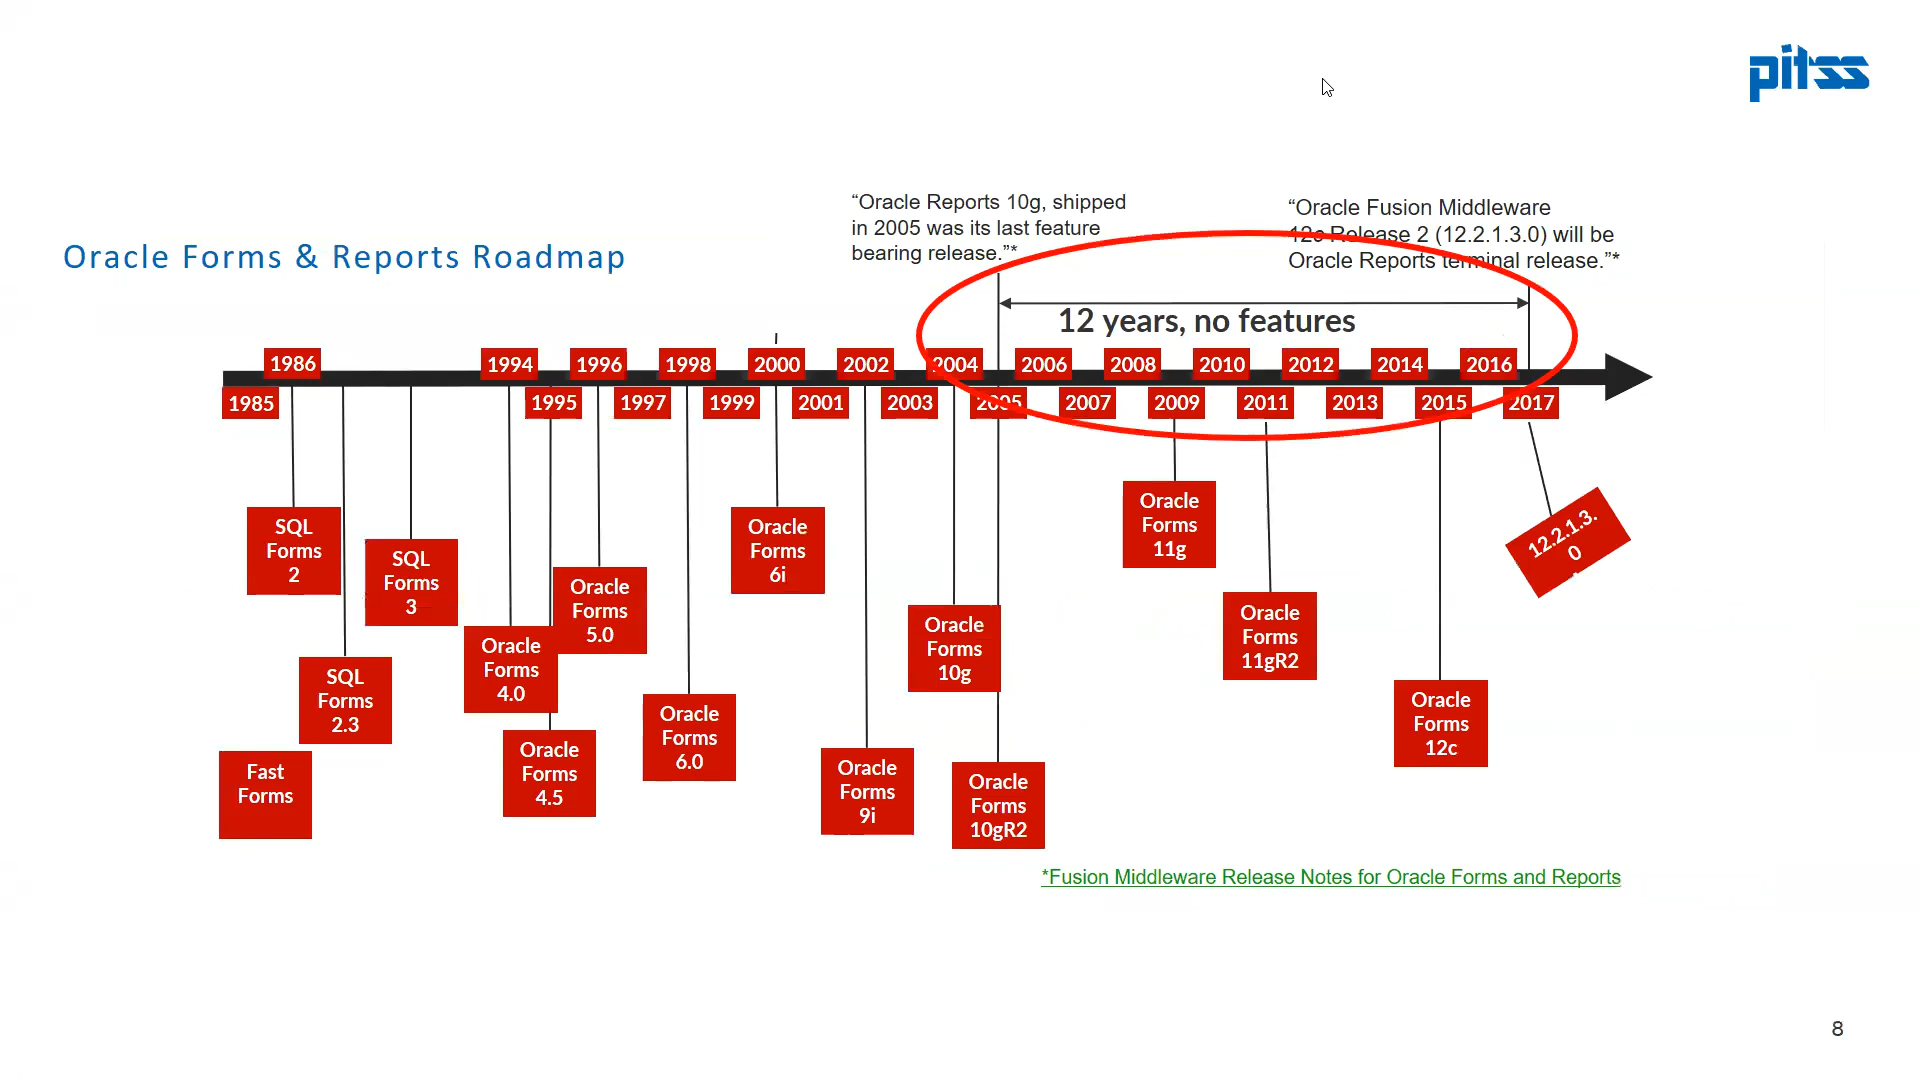 pitss
“Oracle Reports 10g, shipped
in 2005 was its last feature
bearing release.”*
“Oracle Fusion Middleware
12c Release 2 (12.2.1.3.0) will be
Oracle Reports terminal release.”*
Oracle Forms & Reports Roadmap
12 years, no features
1986
1994
1996
1998
2000
2002
2004
2006
2008
2010
2012
2014
2016
1985
1995
1997
1999
2001
2003
2005
2007
2009
2011
2013
2015
2017
SQL
Forms
2
SQL
Forms
3
SQL
Forms
2.3
Fast
Forms
Oracle
Forms
4.0
Oracle
Forms
4.5
Oracle
Forms
5.0
Oracle
Forms
6.0
Oracle
Forms
6i
Oracle
Forms
9i
Oracle
Forms
10g
Oracle
Forms
10gR2
Oracle
Forms
11g
Oracle
Forms
11gR2
Oracle
Forms
12c
12.2.1.3.
0
*Fusion Middleware Release Notes for Oracle Forms and Reports
8